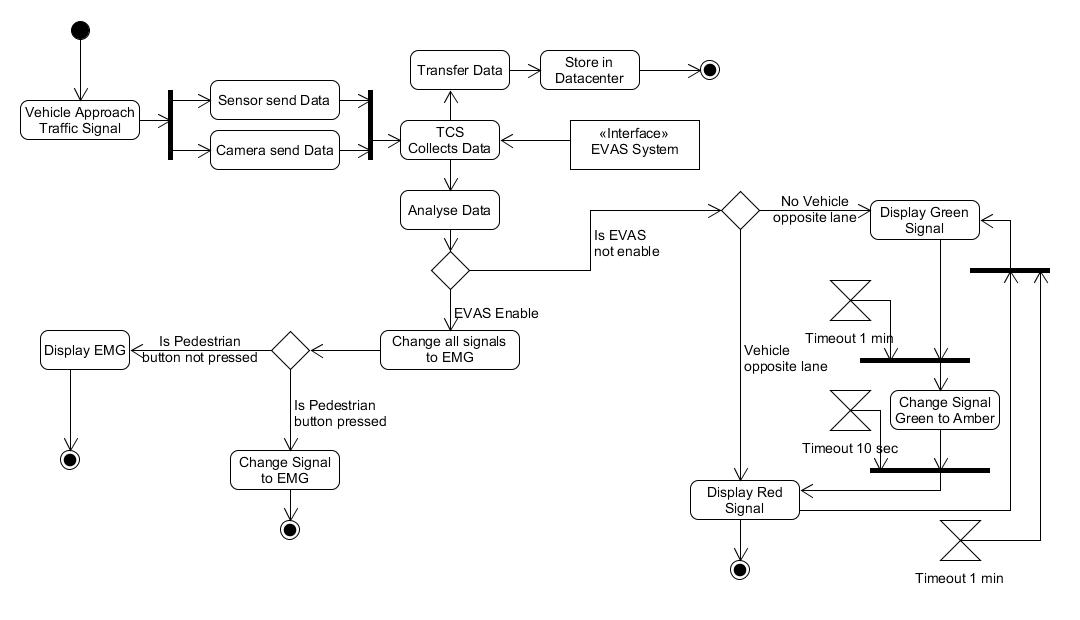 Vehicle Approach
Traffic Signal
Sensor send Data
Camera send Data
Transfer Data
Store in
Datacenter
TCS
Collects Data
«Interface»
EVAS System
Analyse Data
Is EVAS
not enable
No Vehicle
opposite lane
Display Green
Signal
EVAS Enable
Timeout 1 min
Display EMG
Is Pedestrian
button not pressed
Change all signals
to EMG
Vehicle
opposite lane
Change Signal
Green to Amber
Is Pedestrian
button pressed
Timeout 10 sec
Change Signal
to EMG
Display Red
Signal
Timeout 1 min